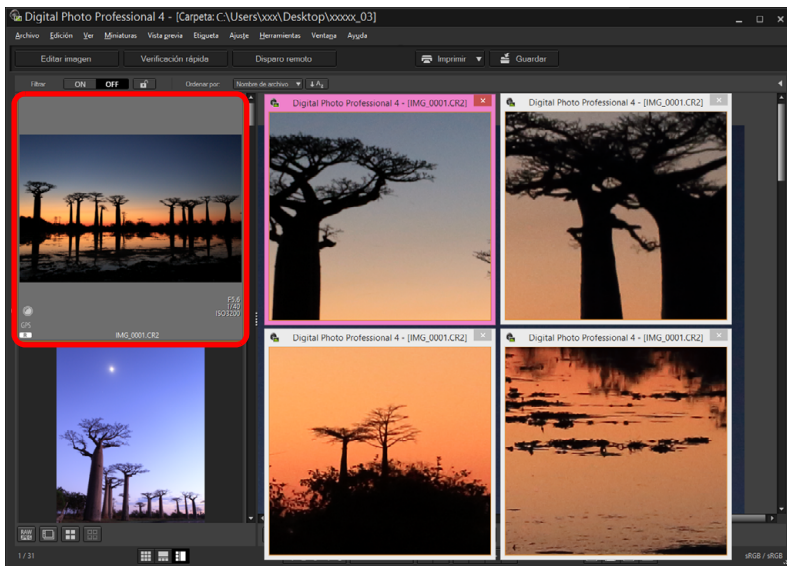 Digital Photo Professional 4 - [Carpeta: C:\Users\xxx\Desktop\xxxxx_03]
Archivo Edición Ver Miniaturas Vista previa Etiqueta Ajuste Herramientas Ventana Ayuda
Editar imagen Verificación rápida Disparo remoto Imprimir Guardar
Filtrar ON OFF Ordenar por: Nombre de archivo
Digital Photo Professional 4 - [IMG_0001.CR2]
Digital Photo Professional 4 - [IMG_0001.CR2]
F5.6
1/40
ISO3200
GPS
IMG_0001.CR2
Digital Photo Professional 4 - [IMG_0001.CR2]
Digital Photo Professional 4 - [IMG_0001.CR2]
RAW
1 / 31
sRGB / sRGB